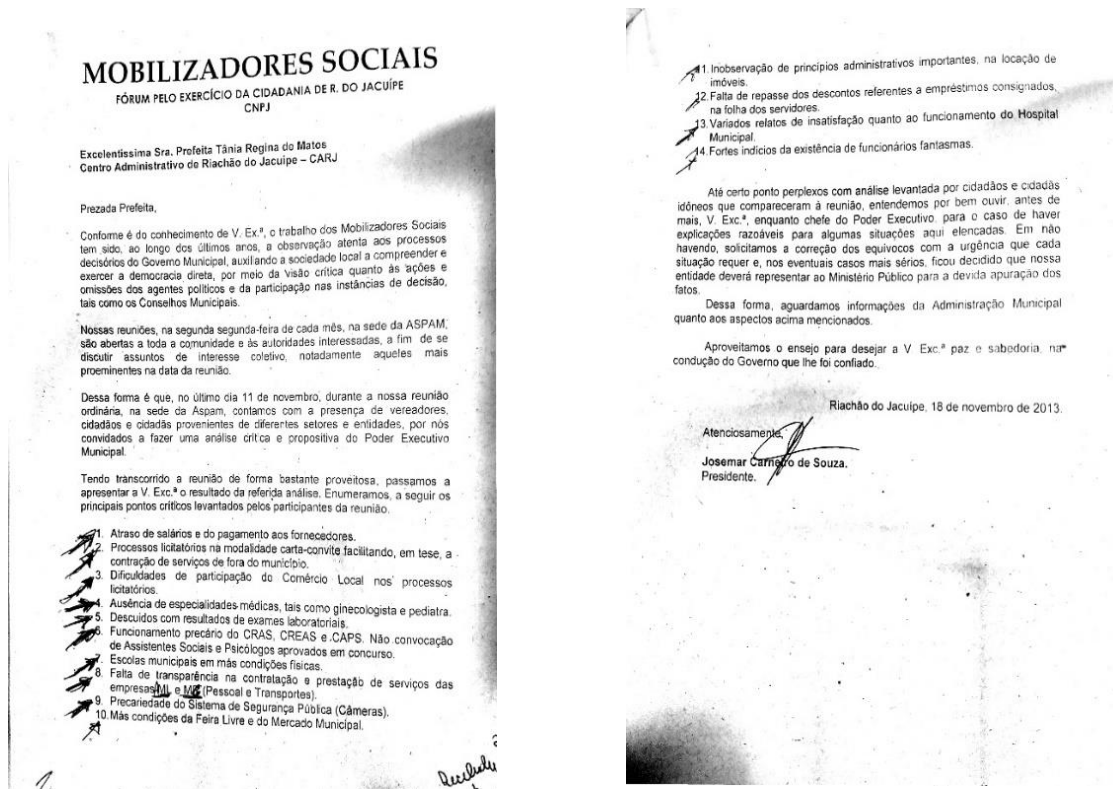 MOBILIZADORES SOCIAIS
FÓRUM PELO EXERCÍCIO DA CIDADANIA DE R. DO JACUÍPE
CNPJ
Excelentíssima Sra. Prefeita Tânia Regina de Matos
Centro Administrativo de Riachão do Jacuípe – CARJ
Prezada Prefeita,
Conforme é do conhecimento de V. Ex.ª, o trabalho dos Mobilizadores Sociais
tem sido, ao longo dos últimos anos, a observação atenta aos processos
decisórios do Governo Municipal, auxiliando a sociedade local a compreender e
exercer a democracia direta, por meio da visão crítica quanto às ações e
omissões dos agentes políticos e da participação nas instâncias de decisão,
tais como os Conselhos Municipais.
Nossas reuniões, na segunda segunda-feira de cada mês, na sede da ASPAM,
são abertas a toda a comunidade e às autoridades interessadas, a fim de se
discutir assuntos de interesse coletivo, notadamente aqueles mais
proeminentes na data da reunião.
Dessa forma é que, no último dia 11 de novembro, durante a nossa reunião
ordinária, na sede da Aspam, contamos com a presença de vereadores,
cidadãos e cidadãs provenientes de diferentes setores e entidades, por nós
convidados a fazer uma análise crítica e propositiva do Poder Executivo
Municipal.
Tendo transcorrido a reunião de forma bastante proveitosa, passamos a
apresentar a V. Exc.ª o resultado da referida análise. Enumeramos, a seguir os
principais pontos críticos levantados pelos participantes da reunião.
1. Atraso de salários e do pagamento aos fornecedores.
2. Processos licitatórios na modalidade carta-convite facilitando, em tese, a
contração de serviços de fora do município.
3. Dificuldades de participação do Comércio Local nos processos
licitatórios.
4. Ausência de especialidades médicas, tais como ginecologista e pediatra.
5. Descuidos com resultados de exames laboratoriais.
6. Funcionamento precário do CRAS, CREAS e CAPS. Não convocação
de Assistentes Sociais e Psicólogos aprovados em concurso.
7. Escolas municipais em más condições físicas.
8. Falta de transparência na contratação e prestação de serviços das
empresas ML e (Pessoal e Transportes).
9. Precariedade do Sistema de Segurança Pública (Câmeras).
10. Más condições da Feira Livre e do Mercado Municipal.
11. Inobservação de princípios administrativos importantes, na locação de
imóveis.
12. Falta de repasse dos descontos referentes a empréstimos consignados,
na folha dos servidores.
13. Variados relatos de insatisfação quanto ao funcionamento do Hospital
Municipal.
14. Fortes indícios da existência de funcionários fantasmas.
Até certo ponto perplexos com análise levantada por cidadãos e cidadãs
idôneos que compareceram à reunião, entendemos por bem ouvir, antes de
mais, V. Exc.ª, enquanto chefe do Poder Executivo, para o caso de haver
explicações razoáveis para algumas situações aqui elencadas. Em não
havendo, solicitamos a correção dos equívocos com a urgência que cada
situação requer e, nos eventuais casos mais sérios, ficou decidido que nossa
entidade deverá representar ao Ministério Público para a devida apuração dos
fatos.
Dessa forma, aguardamos informações da Administração Municipal
quanto aos aspectos acima mencionados.
Aproveitamos o ensejo para desejar a V Exc.ª paz e sabedoria, na
condução do Governo que lhe foi confiado.
Riachão do Jacuípe, 18 de novembro de 2013.
Atenciosamente,
Josemar Carneiro de Souza.
Presidente.